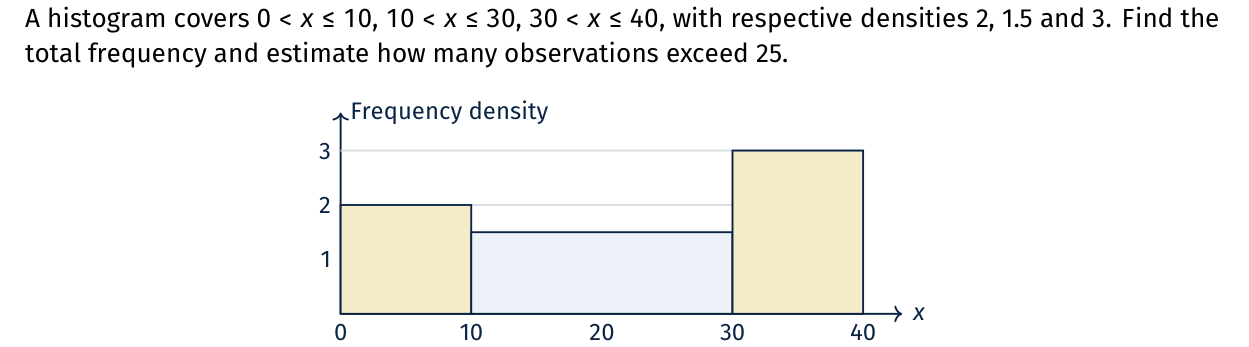 A histogram covers 0 < x ≤ 10, 10 < x ≤ 30, 30 < x ≤ 40, with respective densities 2, 1.5 and 3. Find the
total frequency and estimate how many observations exceed 25.
Frequency density
3
2
1
x
0 10 20 30 40